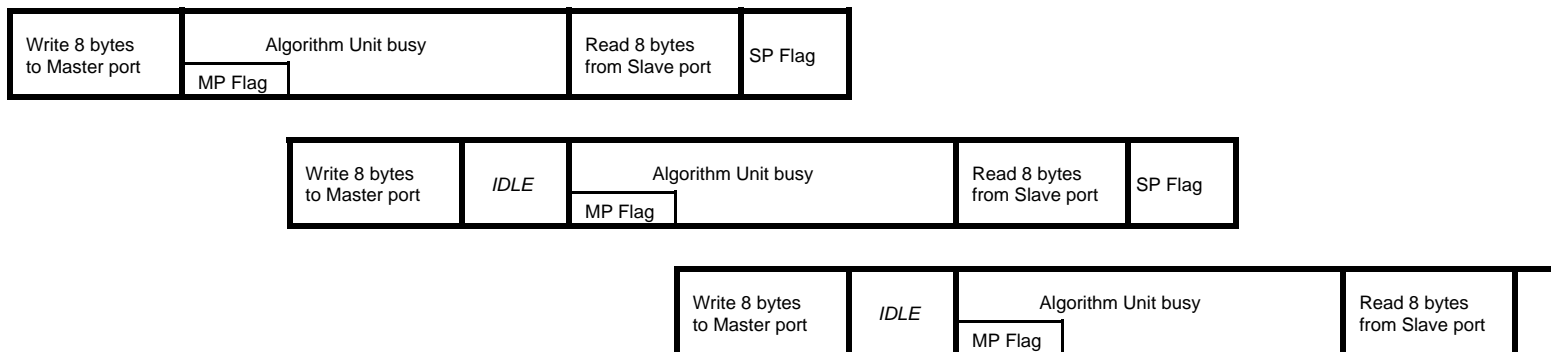 Write 8 bytes
to Master port
Algorithm Unit busy
MP Flag
Read 8 bytes
from Slave port
SP Flag
Write 8 bytes
to Master port
IDLE
Algorithm Unit busy
MP Flag
Read 8 bytes
from Slave port
SP Flag
Write 8 bytes
to Master port
IDLE
Algorithm Unit busy
MP Flag
Read 8 bytes
from Slave port